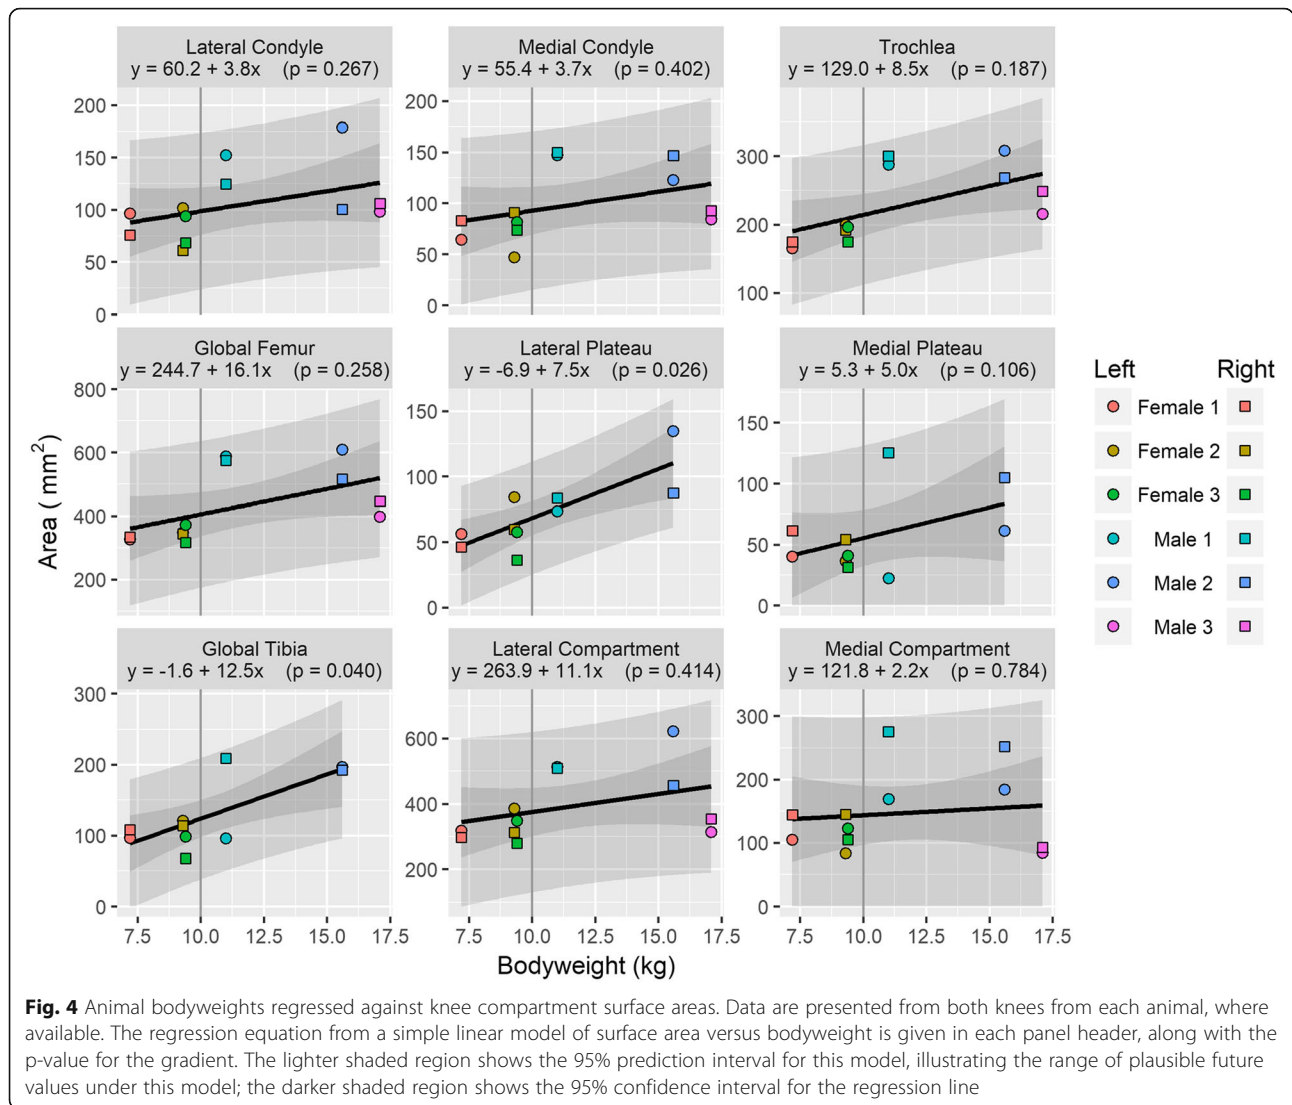 Lateral Condyle
y = 60.2 + 3.8x (p = 0.267)
Medial Condyle
y = 55.4 + 3.7x (p = 0.402)
Trochlea
y = 129.0 + 8.5x (p = 0.187)
200
150
100
50
0
200
150
100
50
0
300
200
100
Global Femur
y = 244.7 + 16.1x (p = 0.258)
Lateral Plateau
y = -6.9 + 7.5x (p = 0.026)
Medial Plateau
y = 5.3 + 5.0x (p = 0.106)
800
600
400
200
150
100
50
0
150
100
50
0
Area ( mm²)
Global Tibia
y = -1.6 + 12.5x (p = 0.040)
Lateral Compartment
y = 263.9 + 11.1x (p = 0.414)
Medial Compartment
y = 121.8 + 2.2x (p = 0.784)
300
200
100
0
600
400
200
300
200
100
0
7.5 10.0 12.5 15.0 17.5
7.5 10.0 12.5 15.0 17.5
7.5 10.0 12.5 15.0 17.5
Bodyweight (kg)
Left Right
Female 1
Female 2
Female 3
Male 1
Male 2
Male 3
Fig. 4 Animal bodyweights regressed against knee compartment surface areas. Data are presented from both knees from each animal, where
available. The regression equation from a simple linear model of surface area versus bodyweight is given in each panel header, along with the
p-value for the gradient. The lighter shaded region shows the 95% prediction interval for this model, illustrating the range of plausible future
values under this model; the darker shaded region shows the 95% confidence interval for the regression line